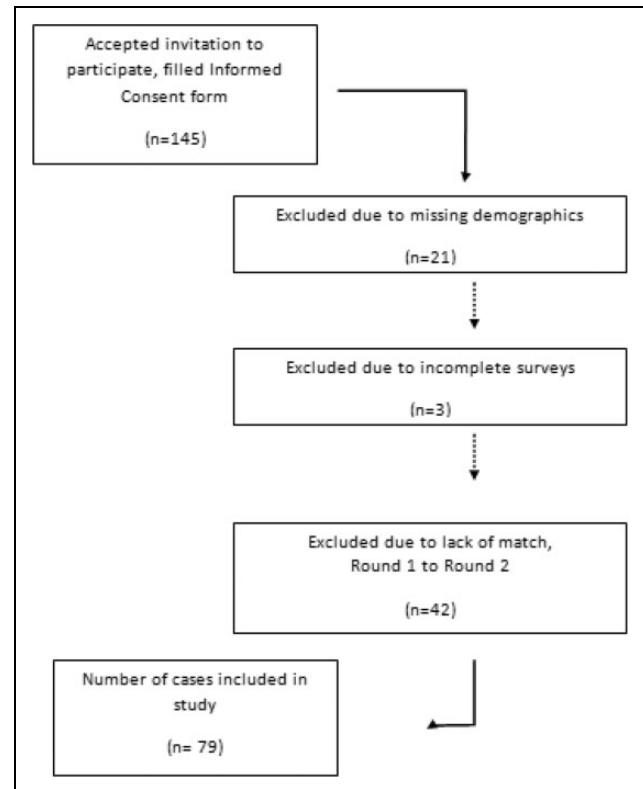 Accepted invitation to
participate, filled Informed
Consent form
(n=145)
Excluded due to missing demographics
(n=21)
Excluded due to incomplete surveys
(n=3)
Excluded due to lack of match,
Round 1 to Round 2
(n=42)
Number of cases included in
study
(n= 79)